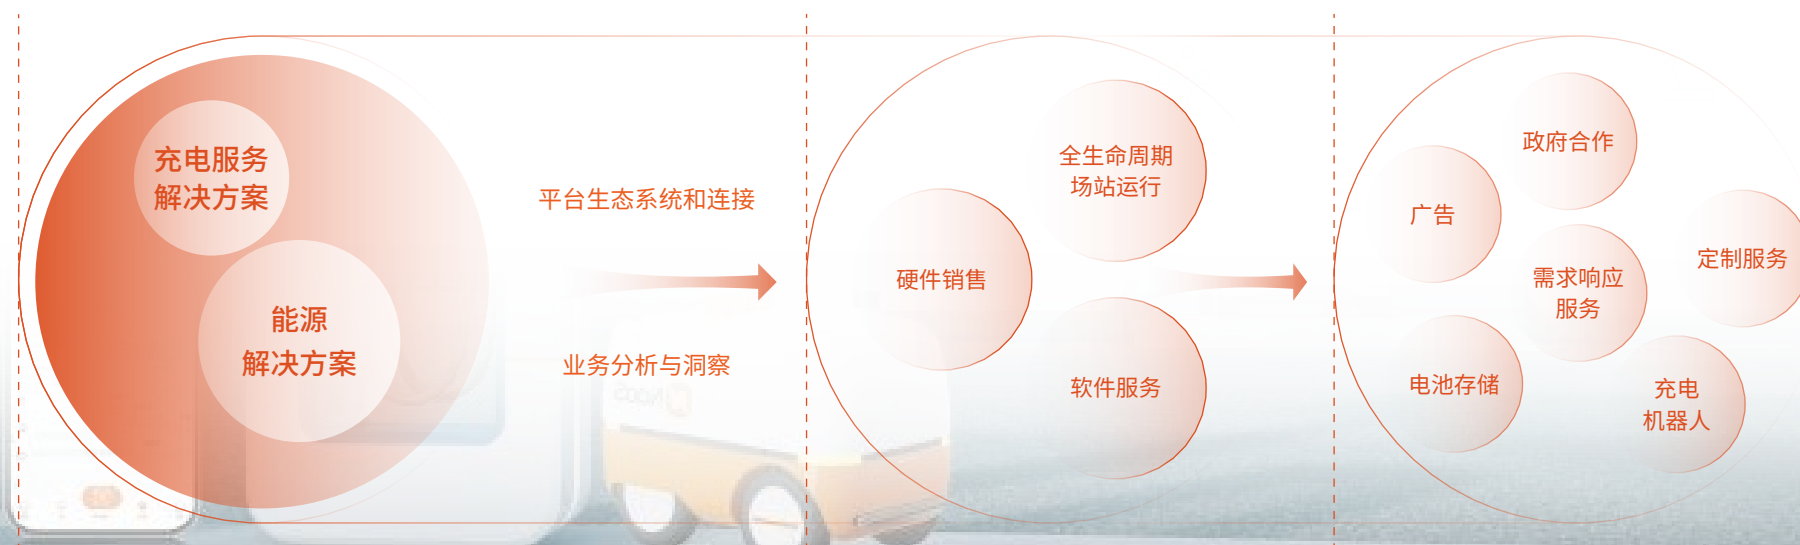 充电服务
解决方案
能源
解决方案
平台生态系统和连接
业务分析与洞察
全生命周期
场站运行
硬件销售
软件服务
政府合作
广告
定制服务
需求响应
服务
电池存储
充电
机器人